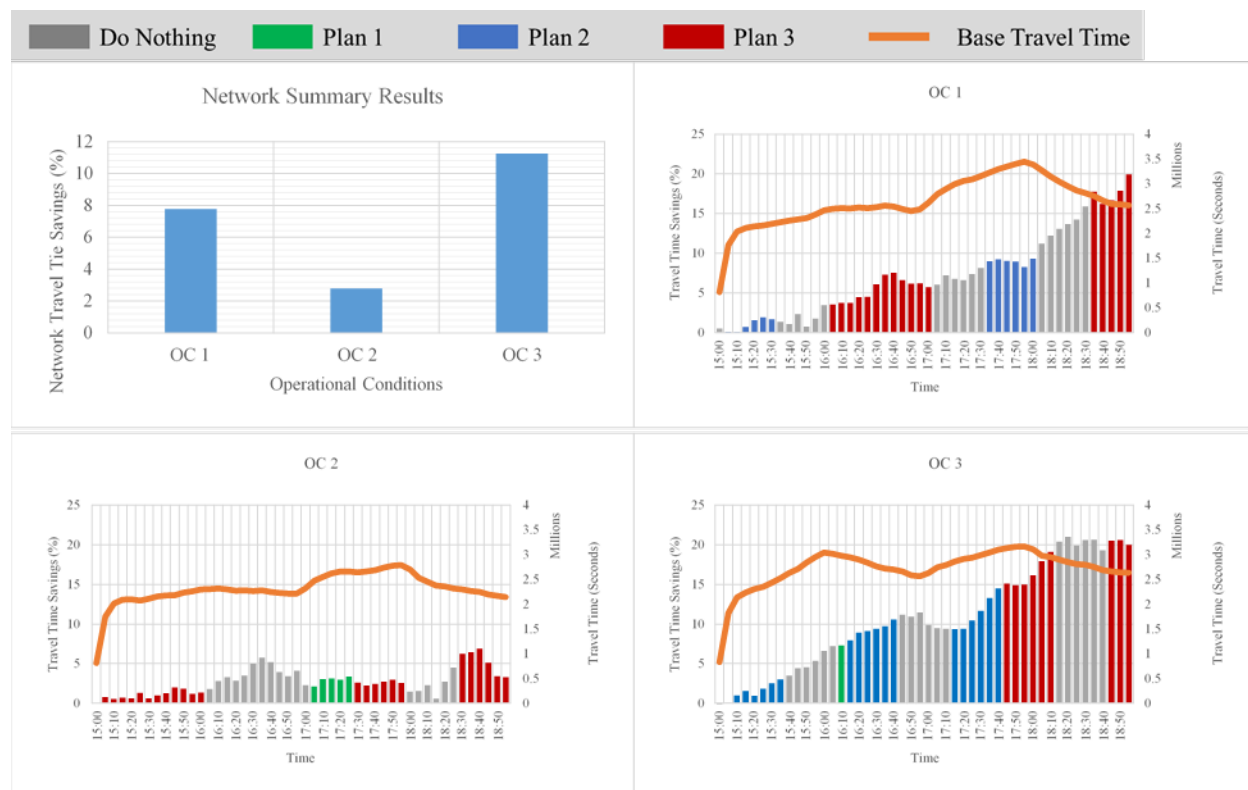 Do Nothing Plan 1 Plan 2 Plan 3 Base Travel Time
Network Summary Results
Network Travel Tie Savings (%)
12
10
8
6
4
2
0
OC 1 OC 2 OC 3
Operational Conditions
OC 1
Travel Time Savings (%)
25
20
15
10
5
0
4
3.5
3
2.5
2
1.5
1
0.5
0
Millions
Travel Time (Seconds)
15:00 15:10 15:20 15:30 15:40 15:50 16:00 16:10 16:20 16:30 16:40 16:50 17:00 17:10 17:20 17:30 17:40 17:50 18:00 18:10 18:20 18:30 18:40 18:50
Time
OC 2
Travel Time Savings (%)
25
20
15
10
5
0
4
3.5
3
2.5
2
1.5
1
0.5
0
Millions
Travel Time (Seconds)
15:00 15:10 15:20 15:30 15:40 15:50 16:00 16:10 16:20 16:30 16:40 16:50 17:00 17:10 17:20 17:30 17:40 17:50 18:00 18:10 18:20 18:30 18:40 18:50
Time
OC 3
Travel Time Savings (%)
25
20
15
10
5
0
4
3.5
3
2.5
2
1.5
1
0.5
0
Millions
Travel Time (Seconds)
15:00 15:10 15:20 15:30 15:40 15:50 16:00 16:10 16:20 16:30 16:40 16:50 17:00 17:10 17:20 17:30 17:40 17:50 18:00 18:10 18:20 18:30 18:40 18:50
Time